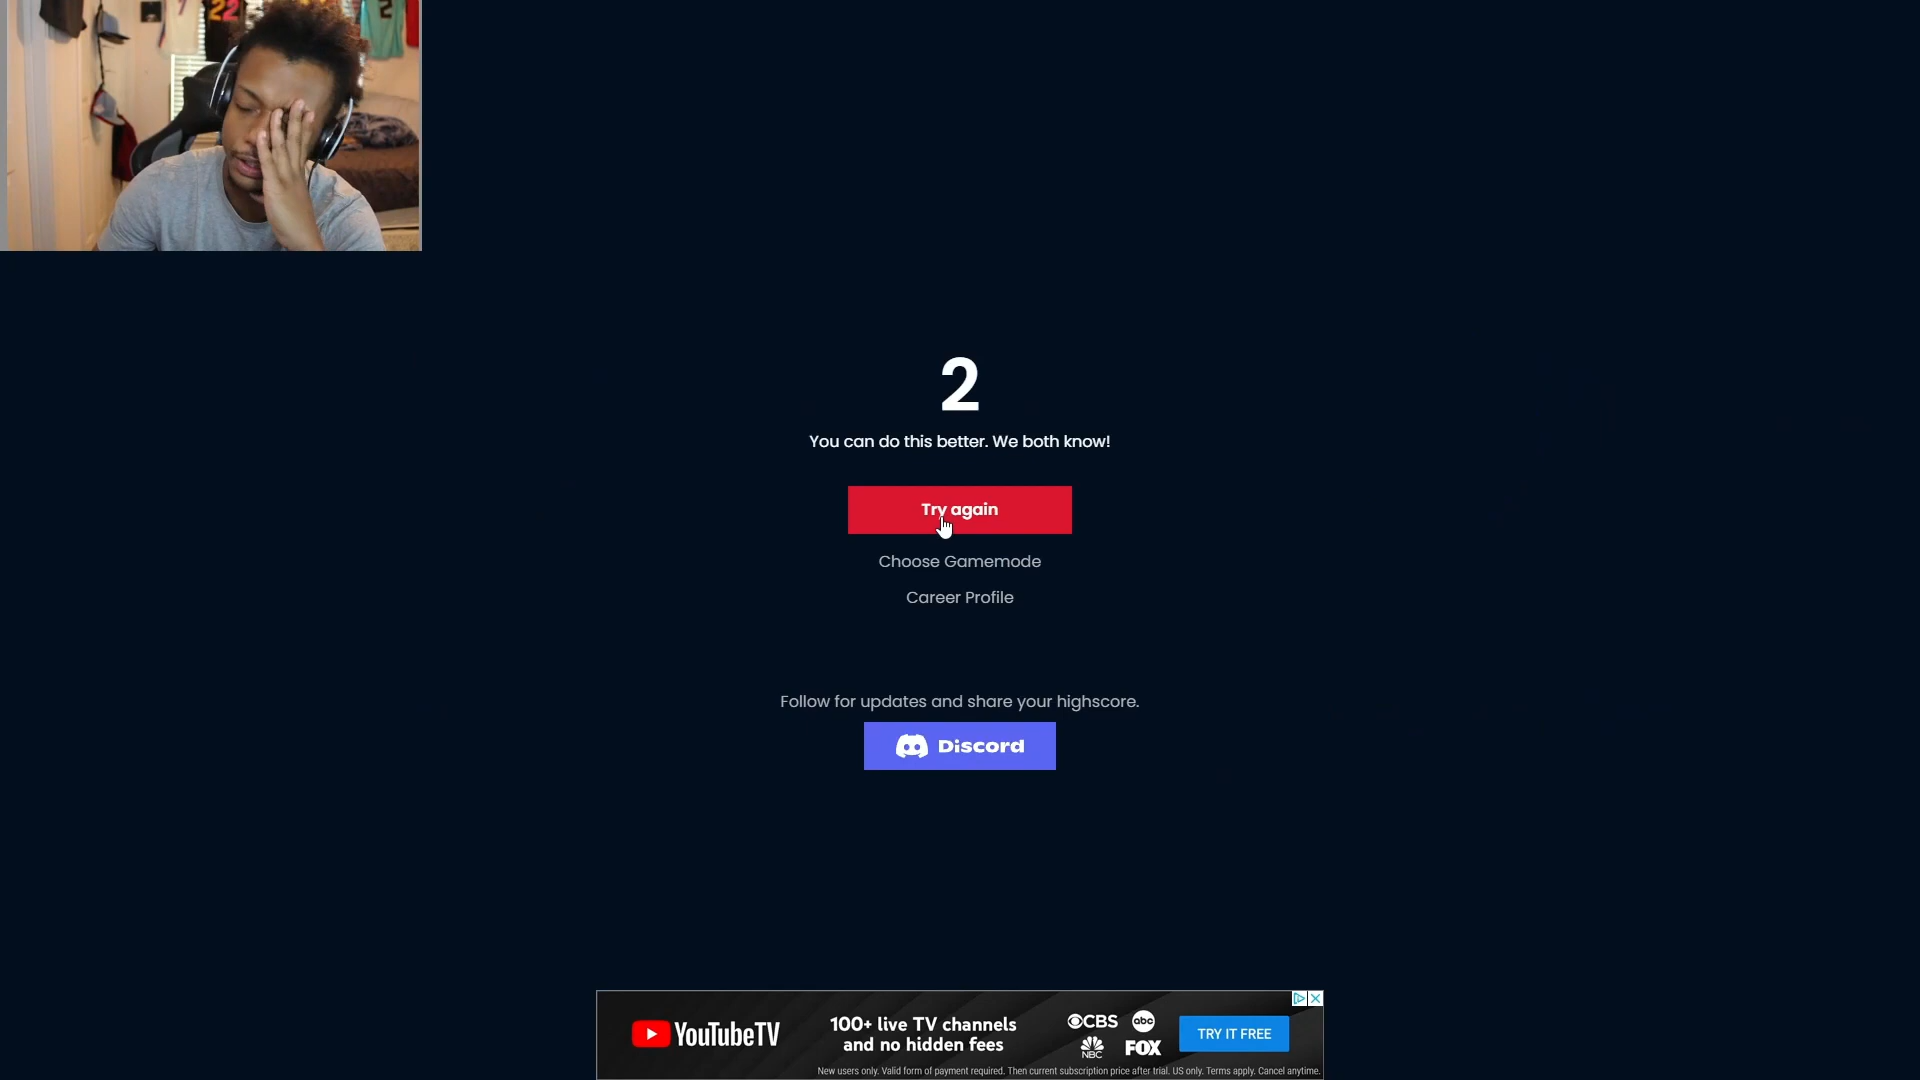 22
2
2
You can do this better. We both know!
Try again
Choose Gamemode
Career Profile
Follow for updates and share your highscore.
Discord
YouTubeTV
100+ live TV channels
and no hidden fees
CBS
abc
NBC
FOX
TRY IT FREE
New users only. Valid form of payment required. Then current subscription price after trial. US only. Terms apply. Cancel anytime.